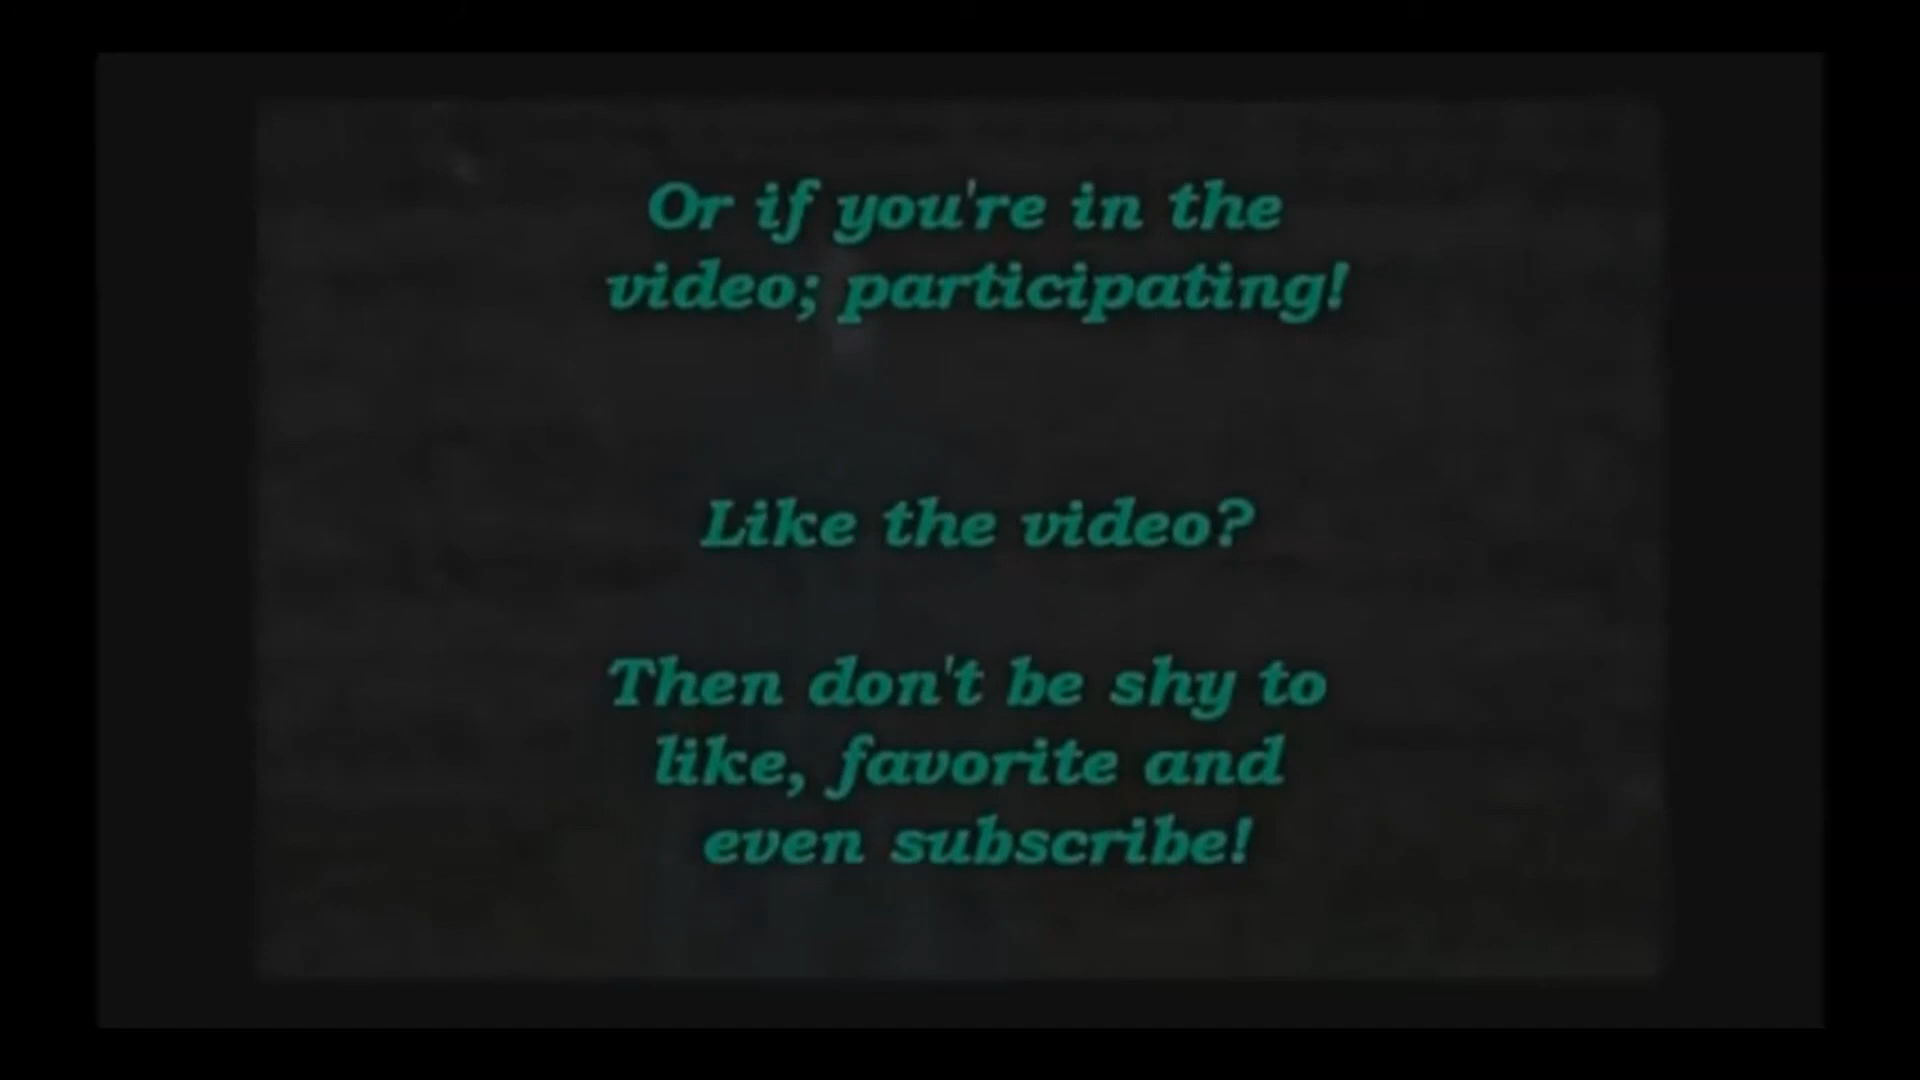 Or if you're in the
video; participating!
Like the video?
Then don't be shy to
like, favorite and
even subscribe!